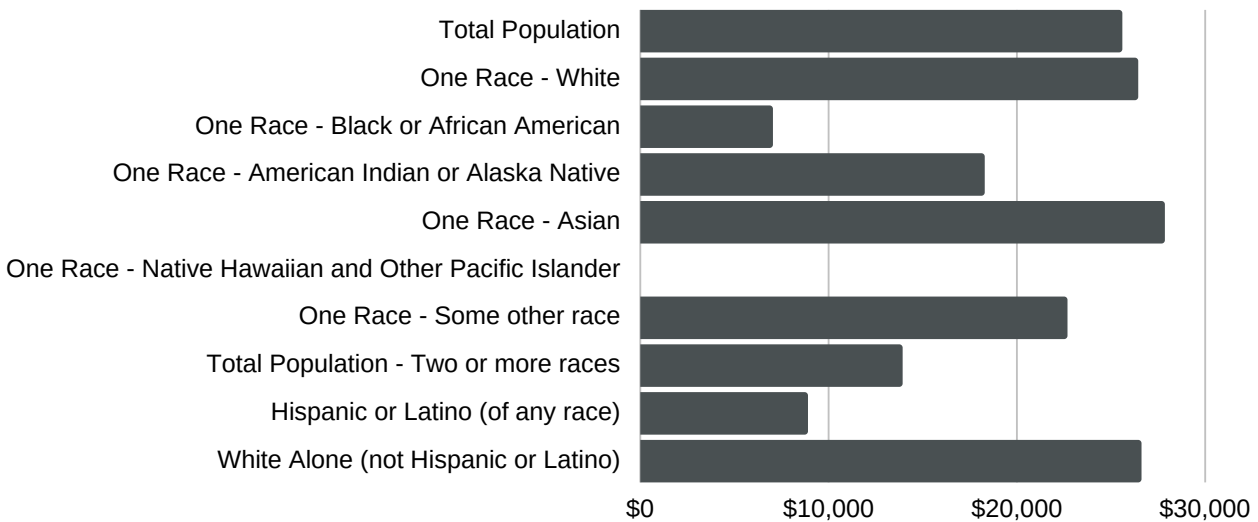 Total Population
One Race - White
One Race - Black or African American
One Race - American Indian or Alaska Native
One Race - Asian
One Race - Native Hawaiian and Other Pacific Islander
One Race - Some other race
Total Population - Two or more races
Hispanic or Latino (of any race)
White Alone (not Hispanic or Latino)
$0 $10,000 $20,000 $30,000